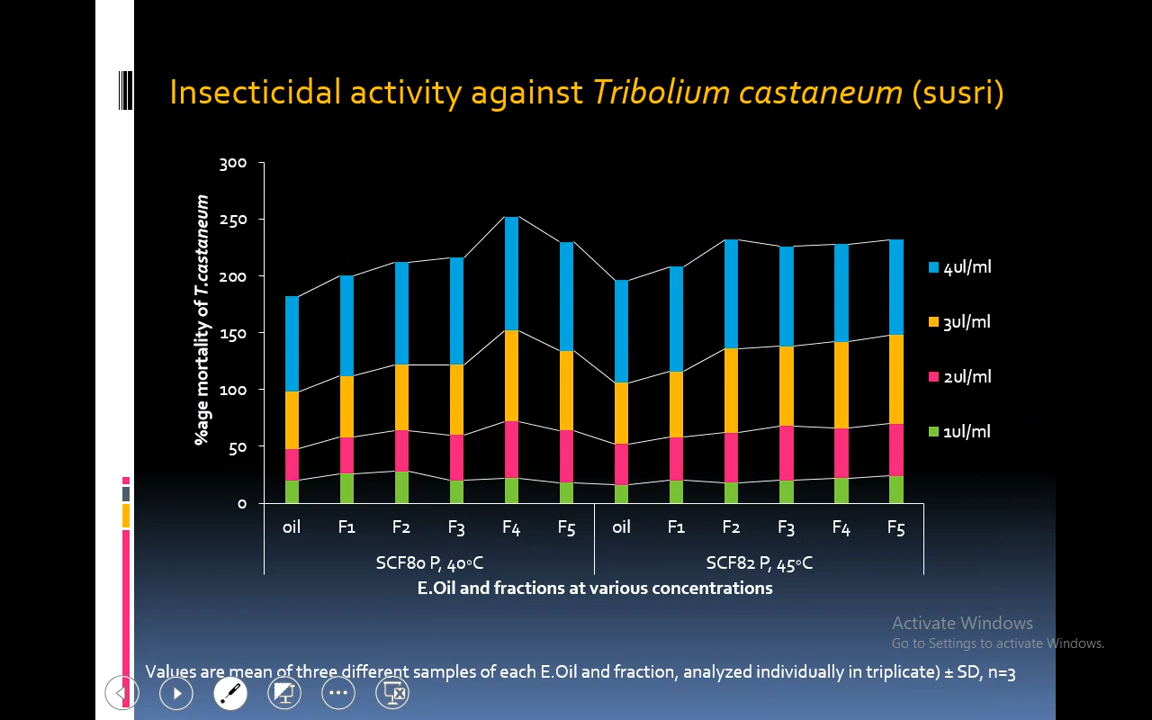 Insecticidal activity against Tribolium castaneum (susri)
%age mortality of T.castaneum
300
250
200
150
100
50
0
4ul/ml
3ul/ml
2ul/ml
1ul/ml
oil F1 F2 F3 F4 F5 oil F1 F2 F3 F4 F5
SCF80 P, 40°C SCF82 P, 45°C
E.Oil and fractions at various concentrations
Activate Windows
Go to Settings to activate Windows.
Values are mean of three different samples of each E.Oil and fraction, analyzed individually in triplicate) ± SD, n=3